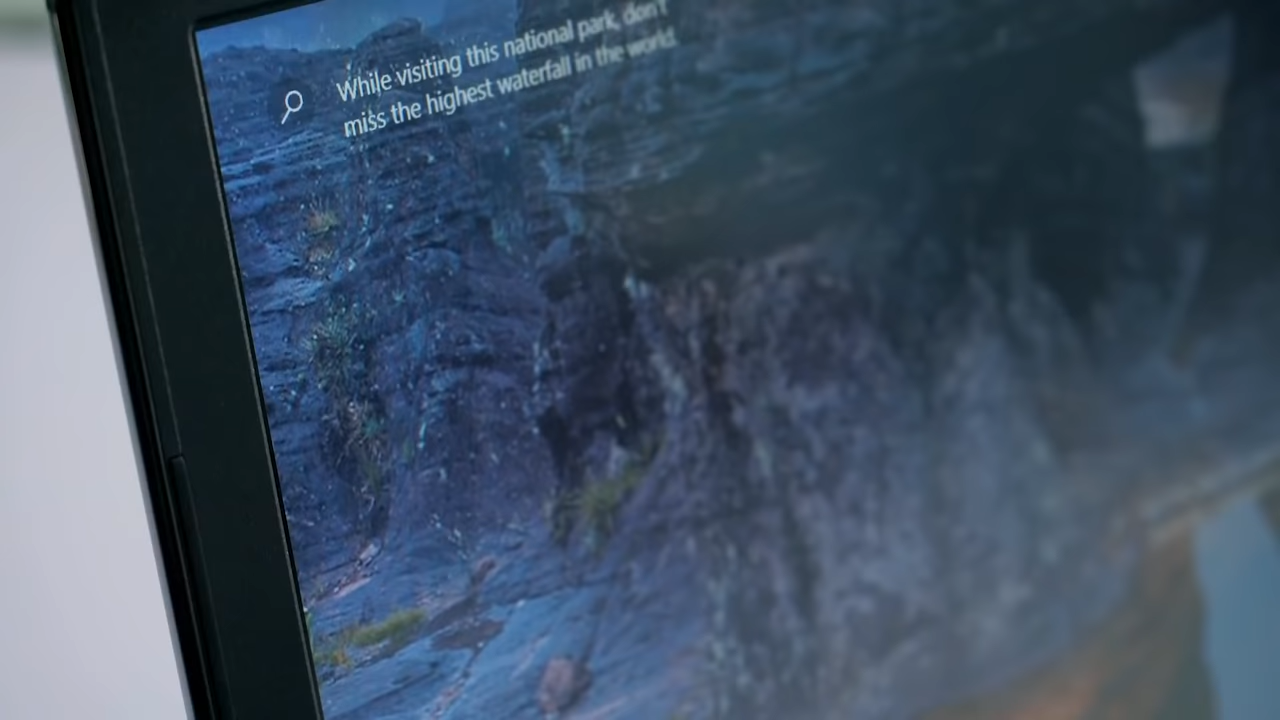 While visiting this national park, don't
miss the highest waterfall in the world.